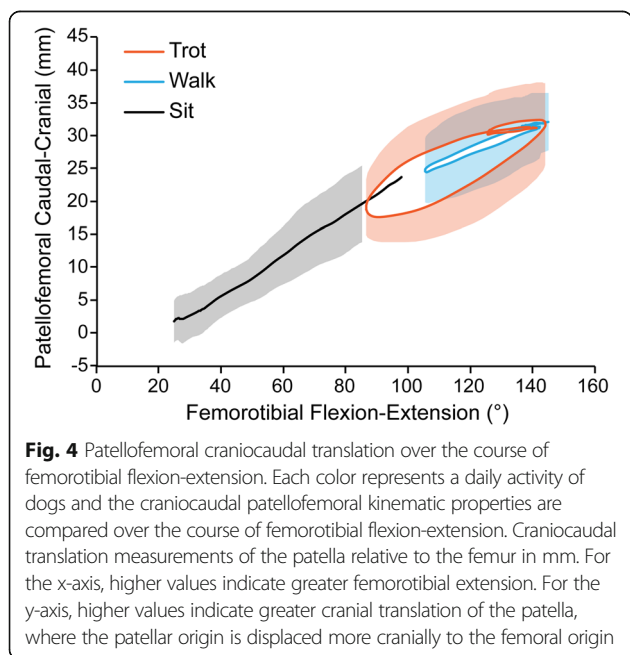 45
40
35
30
25
20
15
10
5
0
-5
Patellofemoral Caudal-Cranial (mm)
Trot
Walk
Sit
0 20 40 60 80 100 120 140 160
Femorotibial Flexion-Extension (°)
Fig. 4 Patellofemoral craniocaudal translation over the course of
femorotibial flexion-extension. Each color represents a daily activity of
dogs and the craniocaudal patellofemoral kinematic properties are
compared over the course of femorotibial flexion-extension. Craniocaudal
translation measurements of the patella relative to the femur in mm. For
the x-axis, higher values indicate greater femorotibial extension. For the
y-axis, higher values indicate greater cranial translation of the patella,
where the patellar origin is displaced more cranially to the femoral origin